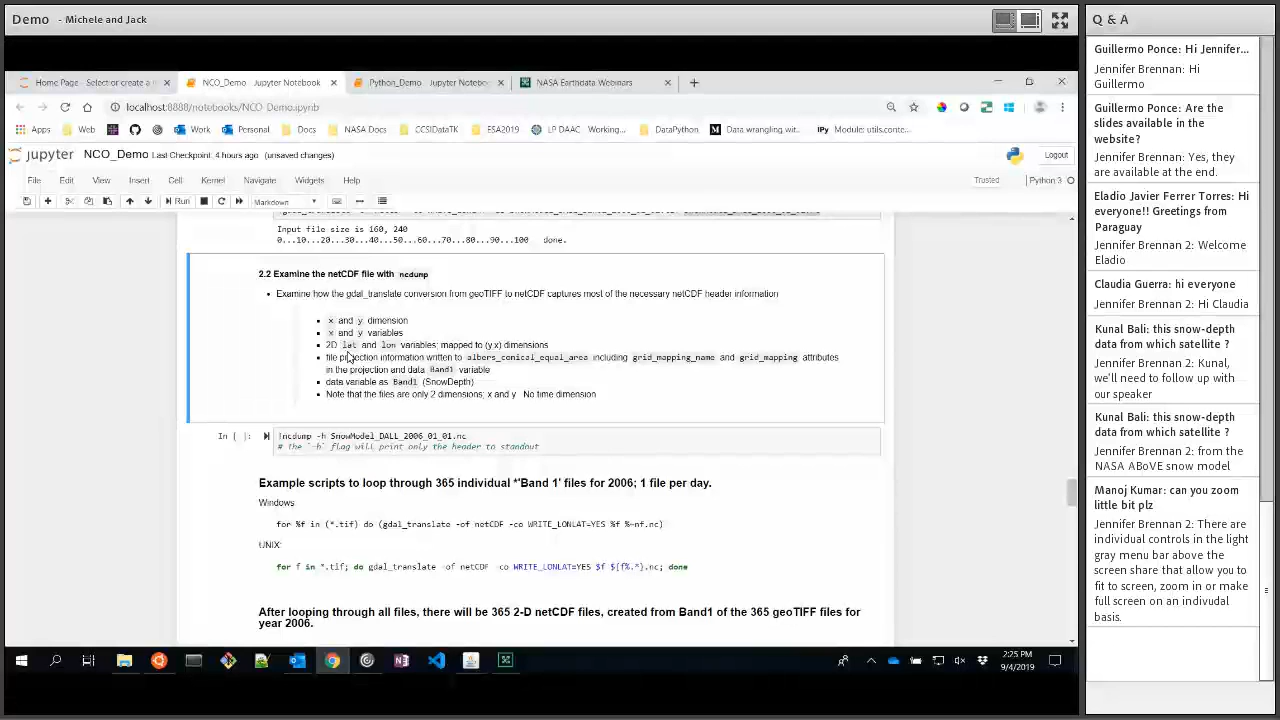 Demo - Michele and Jack
Home Page - Select or create a
NCO_Demo - Jupyter Notebook
Python_Demo - Jupyter Noteboo
NASA Earthdata Webinars
localhost:8888/notebooks/NCO_Demo.ipynb
Apps Web Work Personal Docs NASA Docs CCSIDataTK ESA2019 LP DAAC Working... DataPython Data wrangling wit... Module: utils.conte...
jupyter NCO_Demo Last Checkpoint: 4 hours ago (unsaved changes) Logout
File Edit View Insert Cell Kernel Navigate Widgets Help Trusted Python 3
Run Markdown
Input file size is 160, 240
0...10...20...30...40...50...60...70...80...90...100 done.
2.2 Examine the netCDF file with ncdump
• Examine how the gdal_translate conversion from geoTIFF to netCDF captures most of the necessary netCDF header information
▪ x and y dimension
▪ x and y variables
▪ 2D lat and lon variables; mapped to (y x) dimensions
▪ file projection information written to albers_conical_equal_area including grid_mapping_name and grid_mapping attributes
in the projection and data Band1 variable
▪ data variable as Band1 (SnowDepth)
▪ Note that the files are only 2 dimensions; x and y No time dimension
In [ ]: !ncdump -h SnowModel_DALL_2006_01_01.nc
# the `-h` flag will print only the header to standout
Example scripts to loop through 365 individual *'Band 1' files for 2006; 1 file per day.
Windows
for %f in (*.tif) do (gdal_translate -of netCDF -co WRITE_LONLAT=YES %f %~nf.nc)
UNIX:
for f in *.tif; do gdal_translate -of netCDF -co WRITE_LONLAT=YES $f ${f%.*}.nc; done
After looping through all files, there will be 365 2-D netCDF files, created from Band1 of the 365 geoTIFF files for
year 2006.
2:25 PM
9/4/2019
Q & A
Guillermo Ponce: Hi Jennifer...
Jennifer Brennan: Hi
Guillermo
Guillermo Ponce: Are the
slides available in the
website?
Jennifer Brennan: Yes, they
are available at the end.
Eladio Javier Ferrer Torres: Hi
everyone!! Greetings from
Paraguay
Jennifer Brennan 2: Welcome
Eladio
Claudia Guerra: hi everyone
Jennifer Brennan 2: Hi Claudia
Kunal Bali: this snow-depth
data from which satellite ?
Jennifer Brennan 2: Kunal,
we'll need to follow up with
our speaker
Kunal Bali: this snow-depth
data from which satellite ?
Jennifer Brennan 2: from the
NASA ABoVE snow model
Manoj Kumar: can you zoom
little bit plz
Jennifer Brennan 2: There are
individual controls in the light
gray menu bar above the
screen share that allow you to
fit to screen, zoom in or make
full screen on an indivudal
basis.